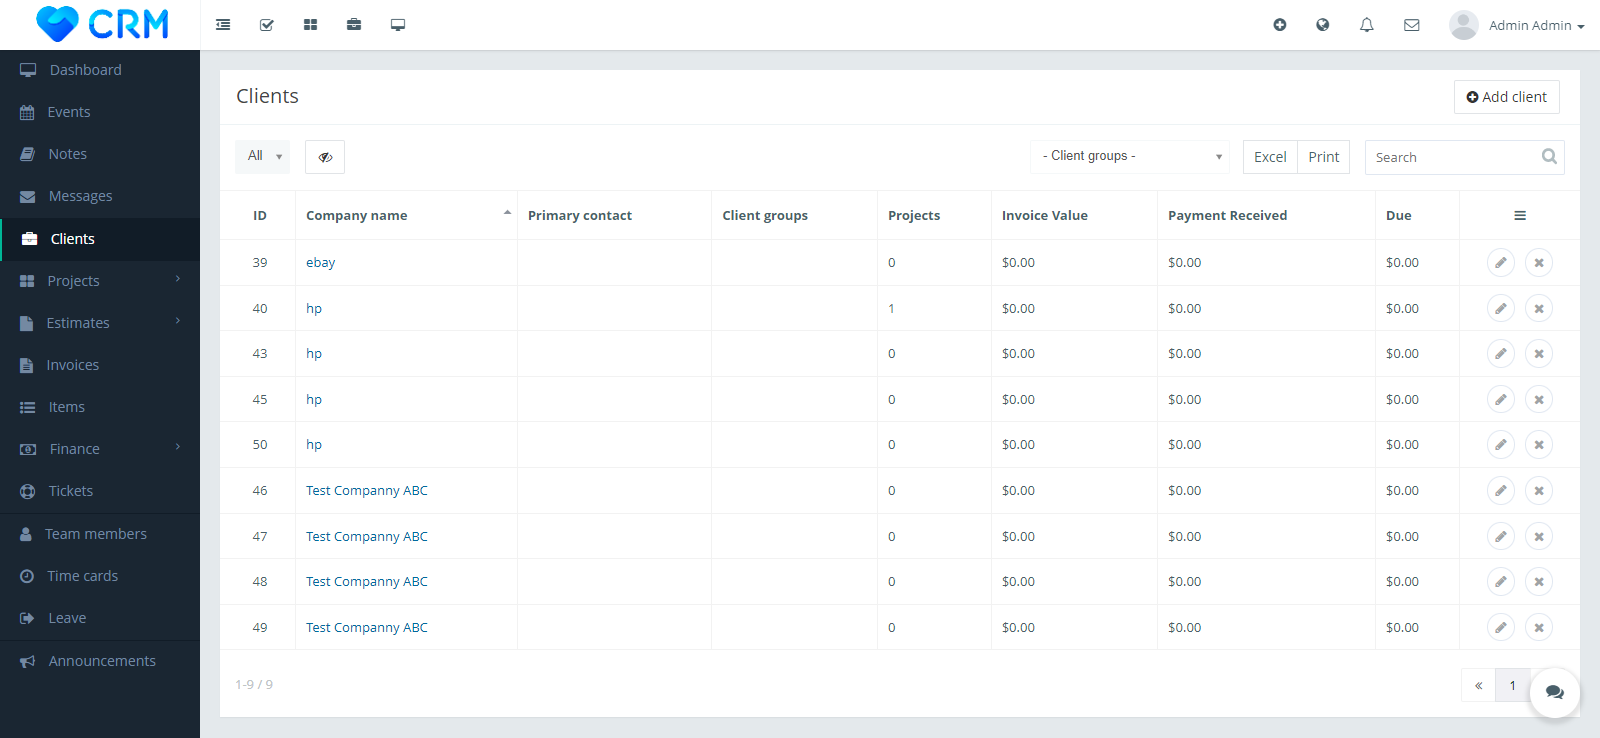 CRM
Admin Admin
Dashboard
Events
Notes
Messages
Clients
Projects
Estimates
Invoices
Items
Finance
Tickets
Team members
Time cards
Leave
Announcements
Clients
Add client
All
- Client groups -
Excel Print
Search
ID Company name Primary contact Client groups Projects Invoice Value Payment Received Due
39 ebay 0 $0.00 $0.00 $0.00
40 hp 1 $0.00 $0.00 $0.00
43 hp 0 $0.00 $0.00 $0.00
45 hp 0 $0.00 $0.00 $0.00
50 hp 0 $0.00 $0.00 $0.00
46 Test Companny ABC 0 $0.00 $0.00 $0.00
47 Test Companny ABC 0 $0.00 $0.00 $0.00
48 Test Companny ABC 0 $0.00 $0.00 $0.00
49 Test Companny ABC 0 $0.00 $0.00 $0.00
1-9 / 9
« 1